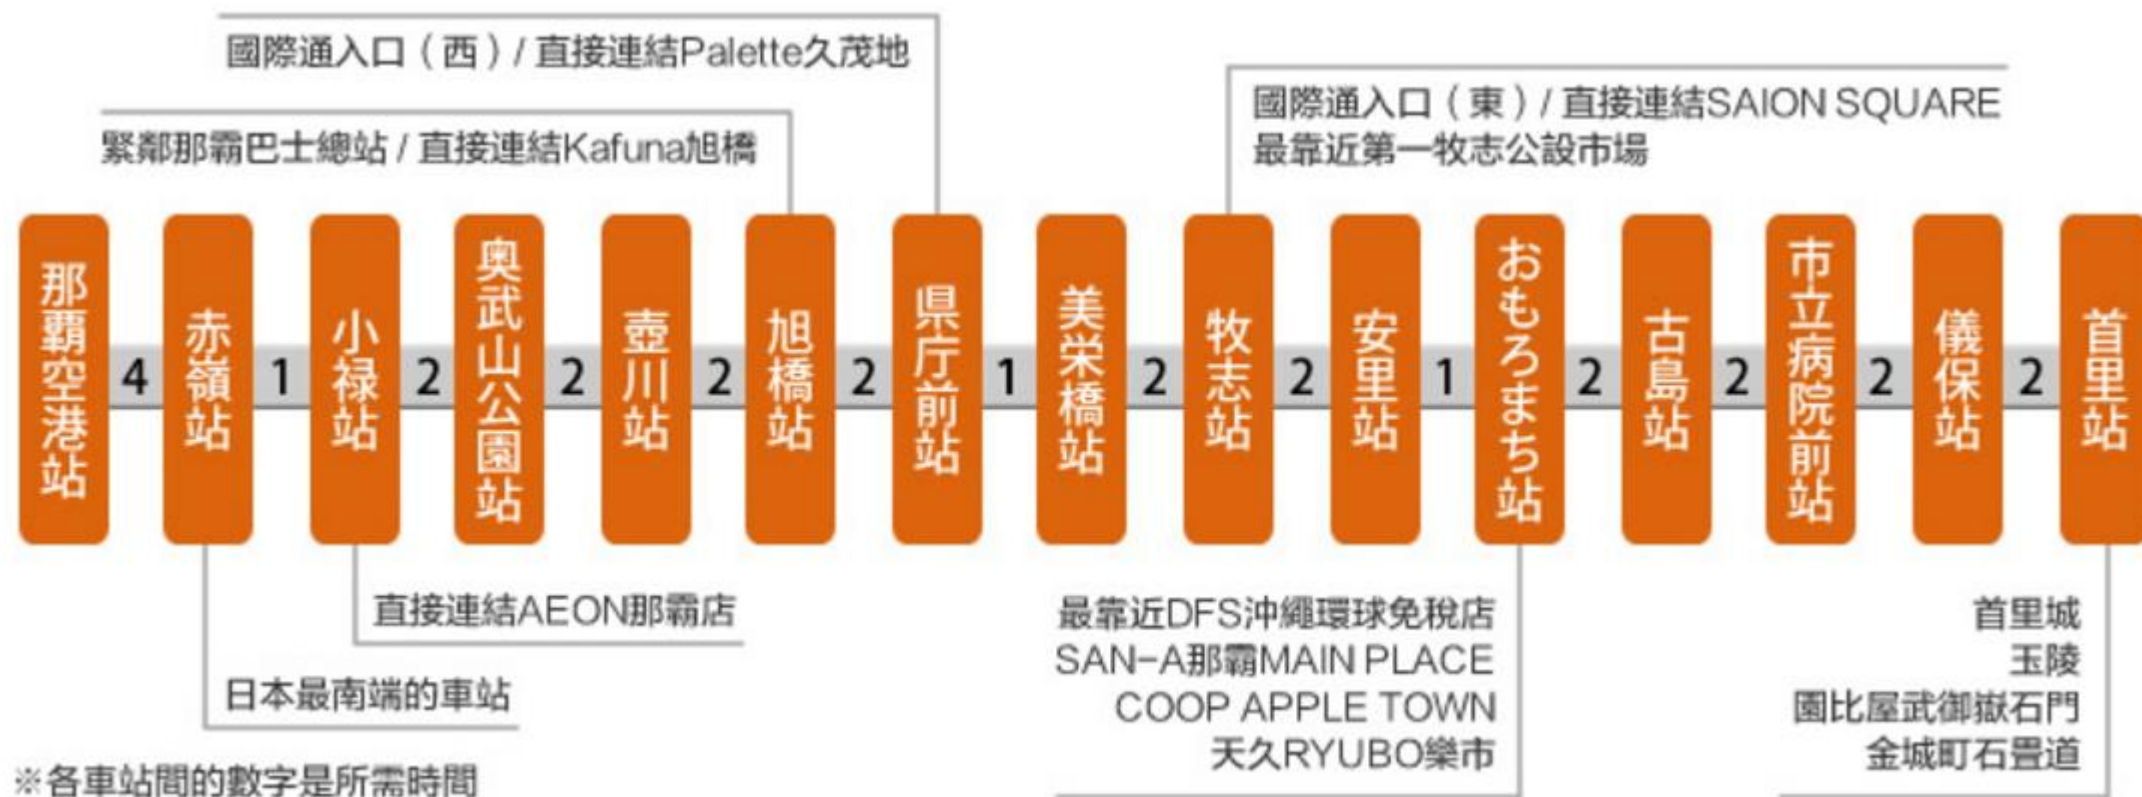 國際通入口（西）/ 直接連結Palette久茂地
緊鄰那霸巴士總站 / 直接連結Kafuna旭橋
國際通入口（東）/ 直接連結SAION SQUARE
最靠近第一牧志公設市場
那覇空港站
4
赤嶺站
1
小禄站
2
奥武山公園站
2
壺川站
2
旭橋站
2
県庁前站
1
美栄橋站
2
牧志站
2
安里站
1
おもろまち站
2
古島站
2
市立病院前站
2
儀保站
2
首里站
直接連結AEON那霸店
日本最南端的車站
最靠近DFS沖繩環球免稅店
SAN-A那霸MAIN PLACE
COOP APPLE TOWN
天久RYUBO樂市
首里城
玉陵
園比屋武御嶽石門
金城町石畳道
※各車站間的數字是所需時間